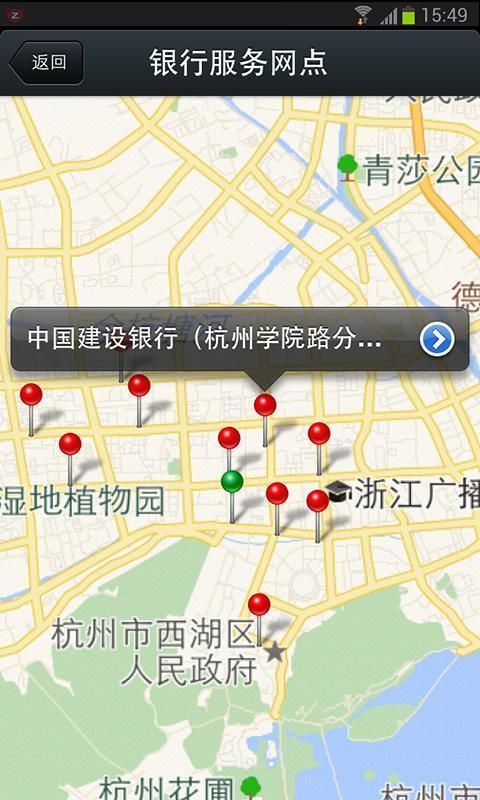 15:49
返回
银行服务网点
青莎公园
德
中国建设银行（杭州学院路分...
湿地植物园
浙江广播
杭州市西湖区
人民政府
杭州花圃
杭州市